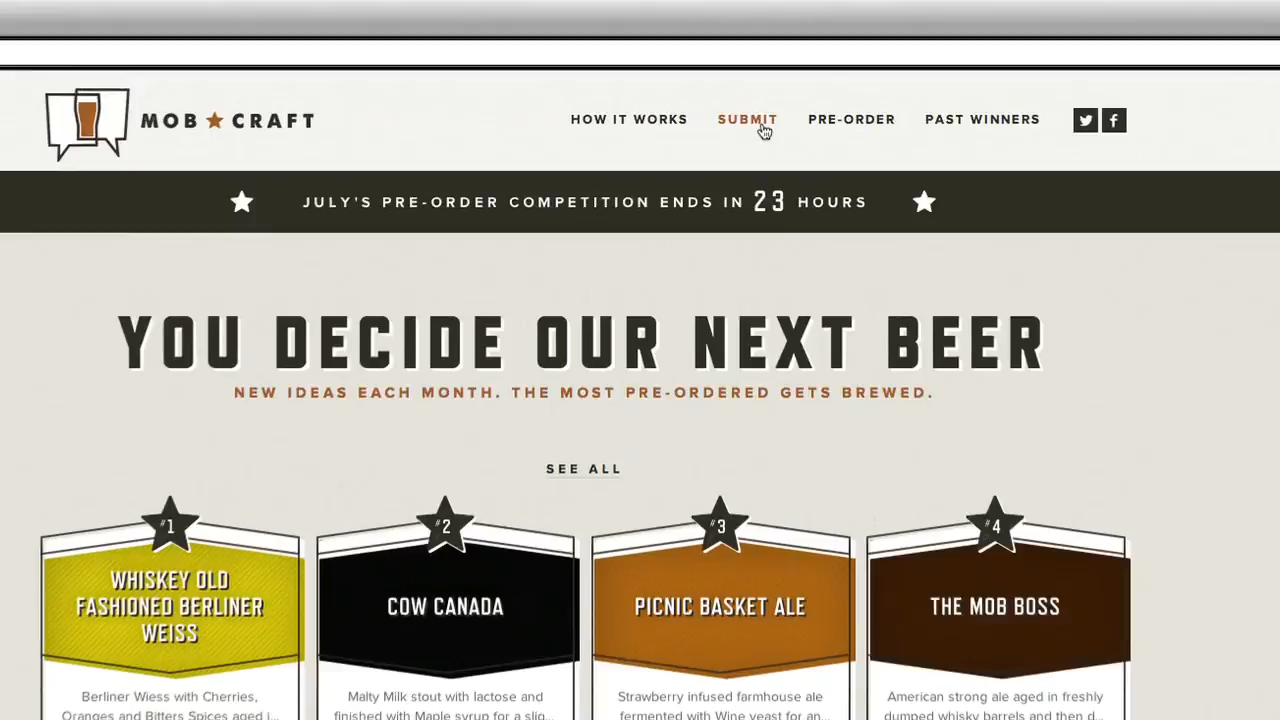 MOB CRAFT
HOW IT WORKS SUBMIT PRE-ORDER PAST WINNERS
JULY'S PRE-ORDER COMPETITION ENDS IN 23 HOURS
YOU DECIDE OUR NEXT BEER
NEW IDEAS EACH MONTH. THE MOST PRE-ORDERED GETS BREWED.
SEE ALL
#1 #2 #3 #4
WHISKEY OLD
FASHIONED BERLINER
WEISS
COW CANADA
PICNIC BASKET ALE
THE MOB BOSS
Berliner Wiess with Cherries,
Oranges and Bitters Spices aged i...
Malty Milk stout with lactose and
finished with Maple syrup for a slig...
Strawberry infused farmhouse ale
fermented with Wine yeast for an...
American strong ale aged in freshly
dumped whisky barrels and then d...